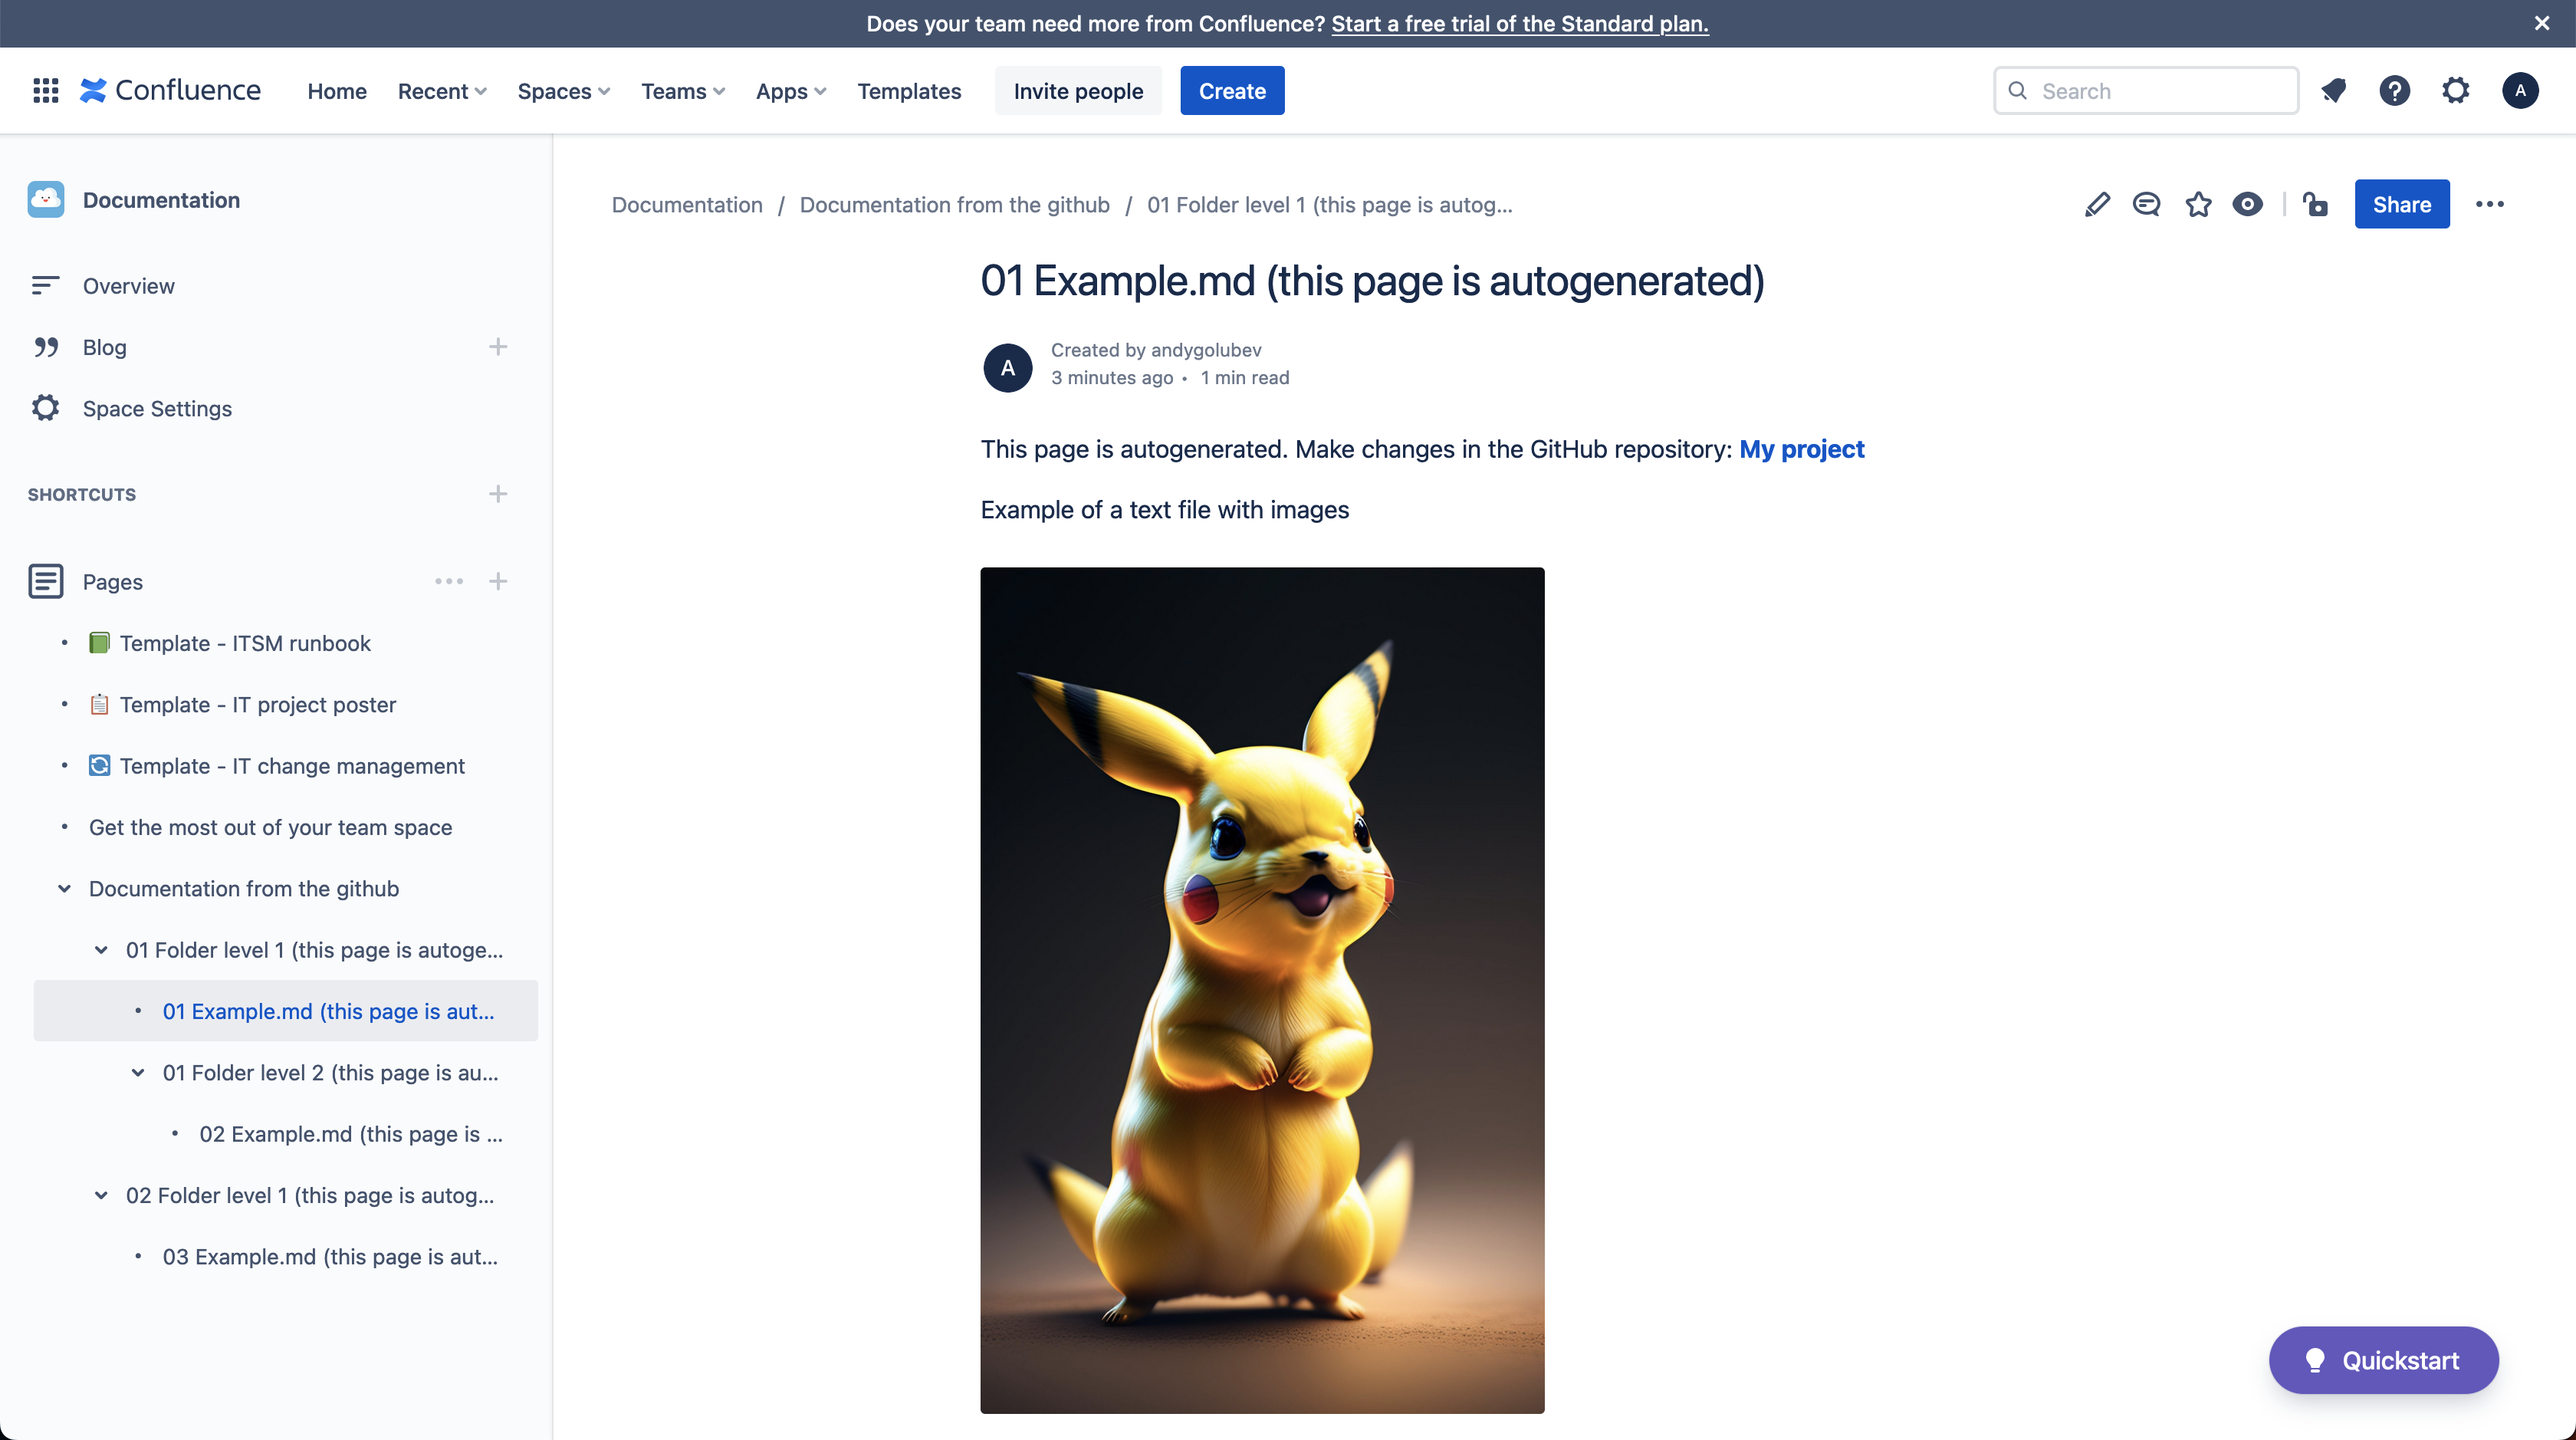 Does your team need more from Confluence? Start a free trial of the Standard plan.
Confluence Home Recent Spaces Teams Apps Templates Invite people Create Search A
Documentation
Overview
Blog
Space Settings
SHORTCUTS
Pages
Template - ITSM runbook
Template - IT project poster
Template - IT change management
Get the most out of your team space
Documentation from the github
01 Folder level 1 (this page is autoge...
01 Example.md (this page is aut...
01 Folder level 2 (this page is au...
02 Example.md (this page is ...
02 Folder level 1 (this page is autog...
03 Example.md (this page is aut...
Documentation / Documentation from the github / 01 Folder level 1 (this page is autog...
Share
01 Example.md (this page is autogenerated)
A
Created by andygolubev
3 minutes ago • 1 min read
This page is autogenerated. Make changes in the GitHub repository: My project
Example of a text file with images
Quickstart